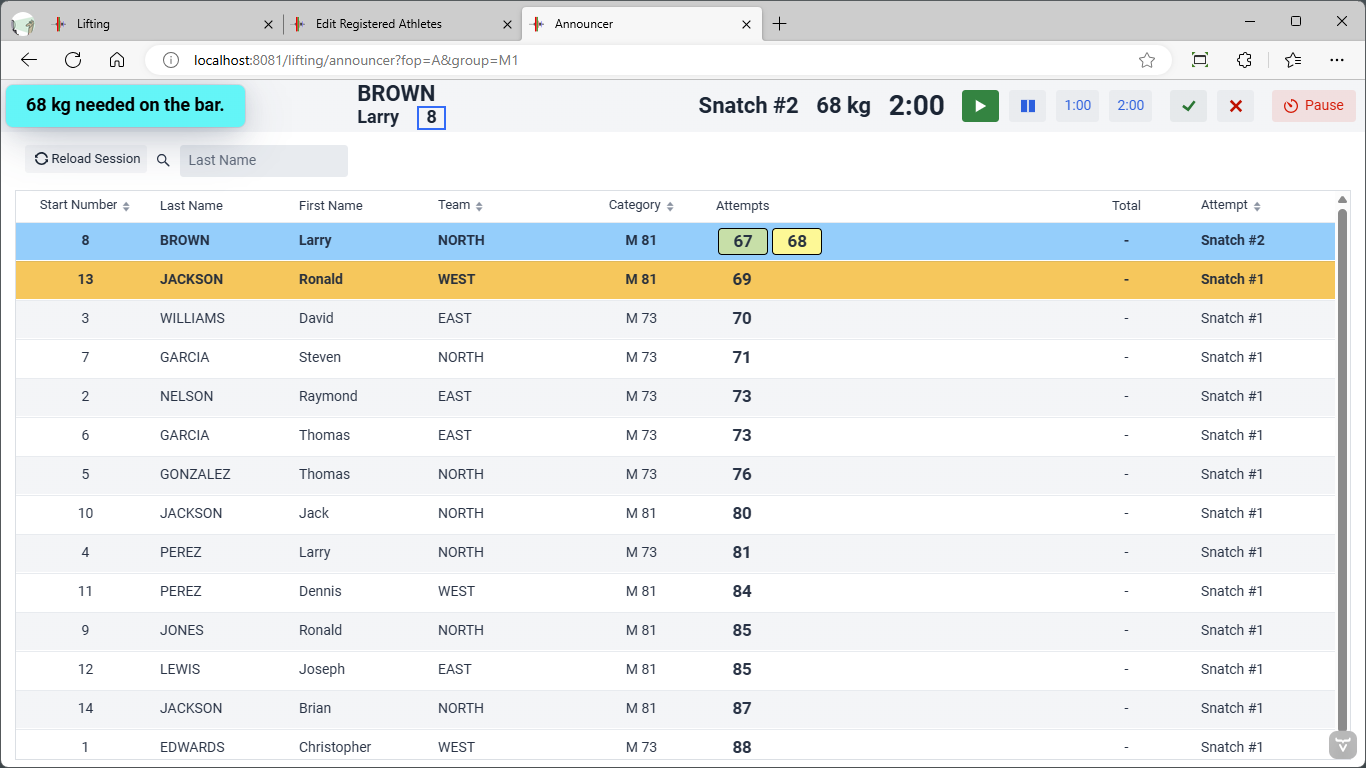 Lifting
Edit Registered Athletes
Announcer
localhost:8081/lifting/announcer?fop=A&group=M1
68 kg needed on the bar.
BROWN
Larry 8
Snatch #2 68 kg 2:00 1:00 2:00 Pause
Reload Session Last Name
Start Number Last Name First Name Team Category Attempts Total Attempt
8 BROWN Larry NORTH M 81 67 68 - Snatch #2
13 JACKSON Ronald WEST M 81 69 - Snatch #1
3 WILLIAMS David EAST M 73 70 - Snatch #1
7 GARCIA Steven NORTH M 73 71 - Snatch #1
2 NELSON Raymond EAST M 73 73 - Snatch #1
6 GARCIA Thomas EAST M 73 73 - Snatch #1
5 GONZALEZ Thomas NORTH M 73 76 - Snatch #1
10 JACKSON Jack NORTH M 81 80 - Snatch #1
4 PEREZ Larry NORTH M 73 81 - Snatch #1
11 PEREZ Dennis WEST M 81 84 - Snatch #1
9 JONES Ronald NORTH M 81 85 - Snatch #1
12 LEWIS Joseph EAST M 81 85 - Snatch #1
14 JACKSON Brian NORTH M 81 87 - Snatch #1
1 EDWARDS Christopher WEST M 73 88 - Snatch #1